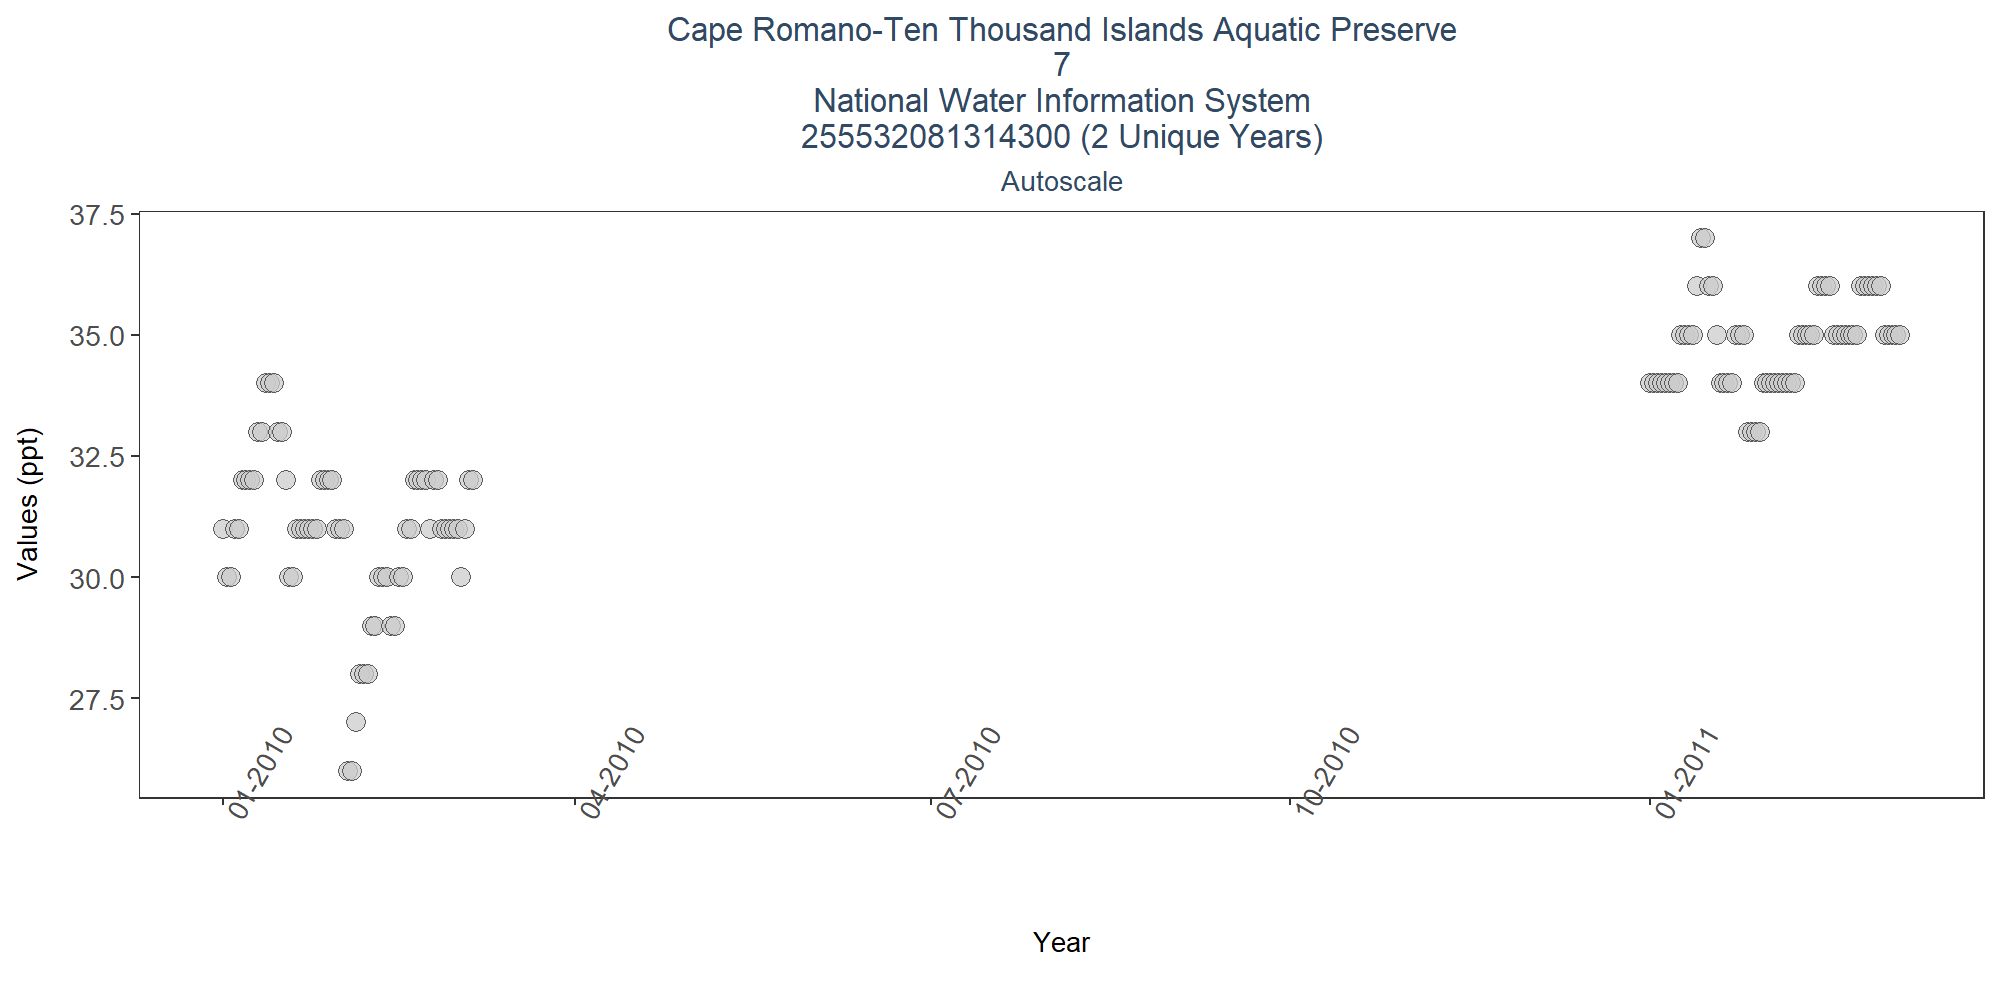 Cape Romano-Ten Thousand Islands Aquatic Preserve
7
National Water Information System
255532081314300 (2 Unique Years)
Autoscale
37.5
35.0
32.5
30.0
27.5
Values (ppt)
01-2010
04-2010
07-2010
10-2010
01-2011
Year